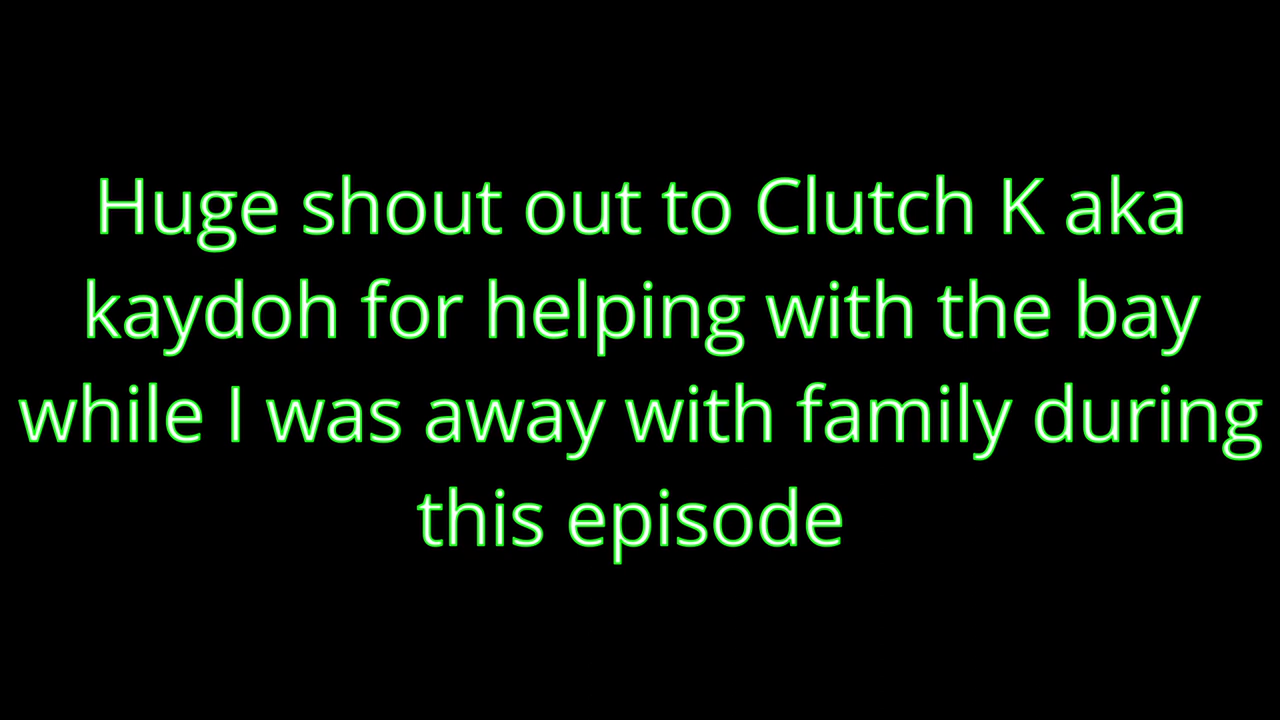 Huge shout out to Clutch K aka
kaydoh for helping with the bay
while I was away with family during
this episode